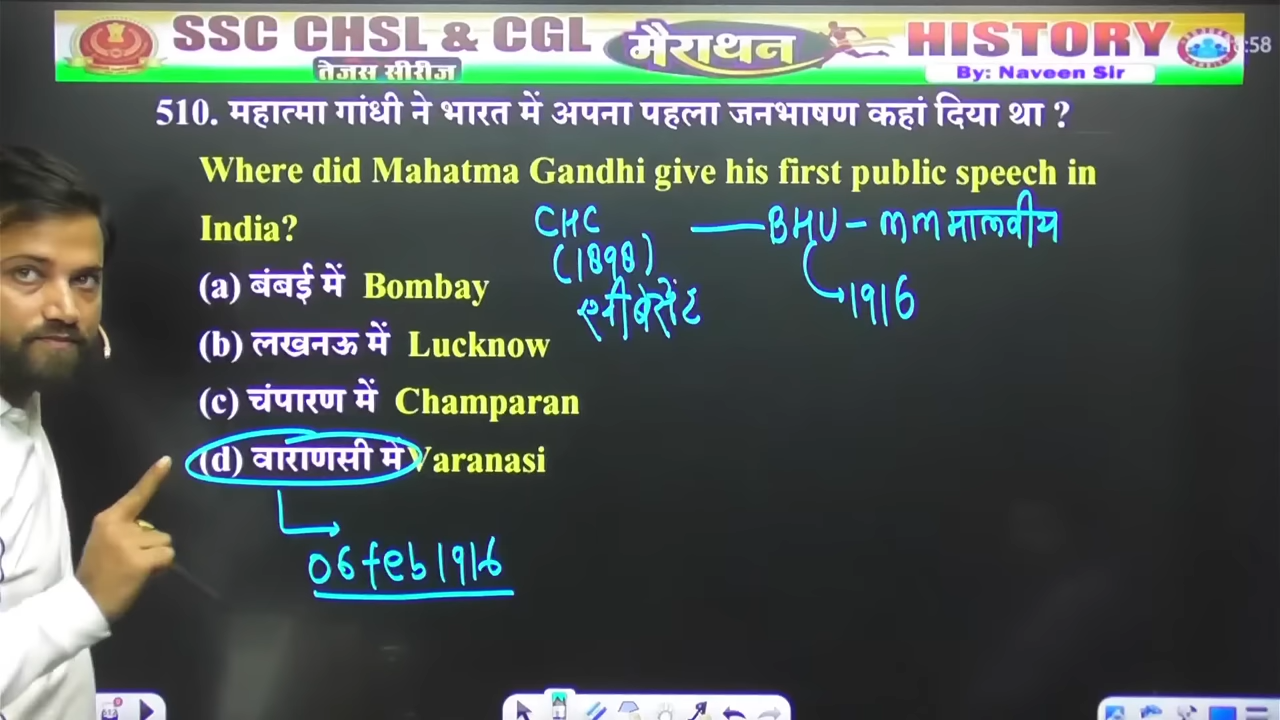 SSC CHSL & CGL मैराथन HISTORY
तेजस सीरीज By: Naveen Sir
510. महात्मा गांधी ने भारत में अपना पहला जनभाषण कहां दिया था ?
Where did Mahatma Gandhi give his first public speech in
India?
CHC — BHU - mm मालवीय
(1898)
एनीबेसेंट
1916
(a) बंबई में Bombay
(b) लखनऊ में Lucknow
(c) चंपारण में Champaran
(d) वाराणसी में Varanasi
06 feb 1916